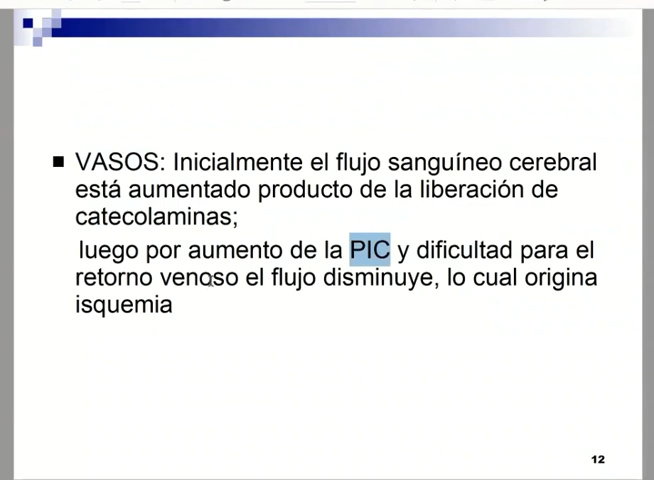 VASOS: Inicialmente el flujo sanguíneo cerebral
está aumentado producto de la liberación de
catecolaminas;
luego por aumento de la PIC y dificultad para el
retorno venoso el flujo disminuye, lo cual origina
isquemia
12